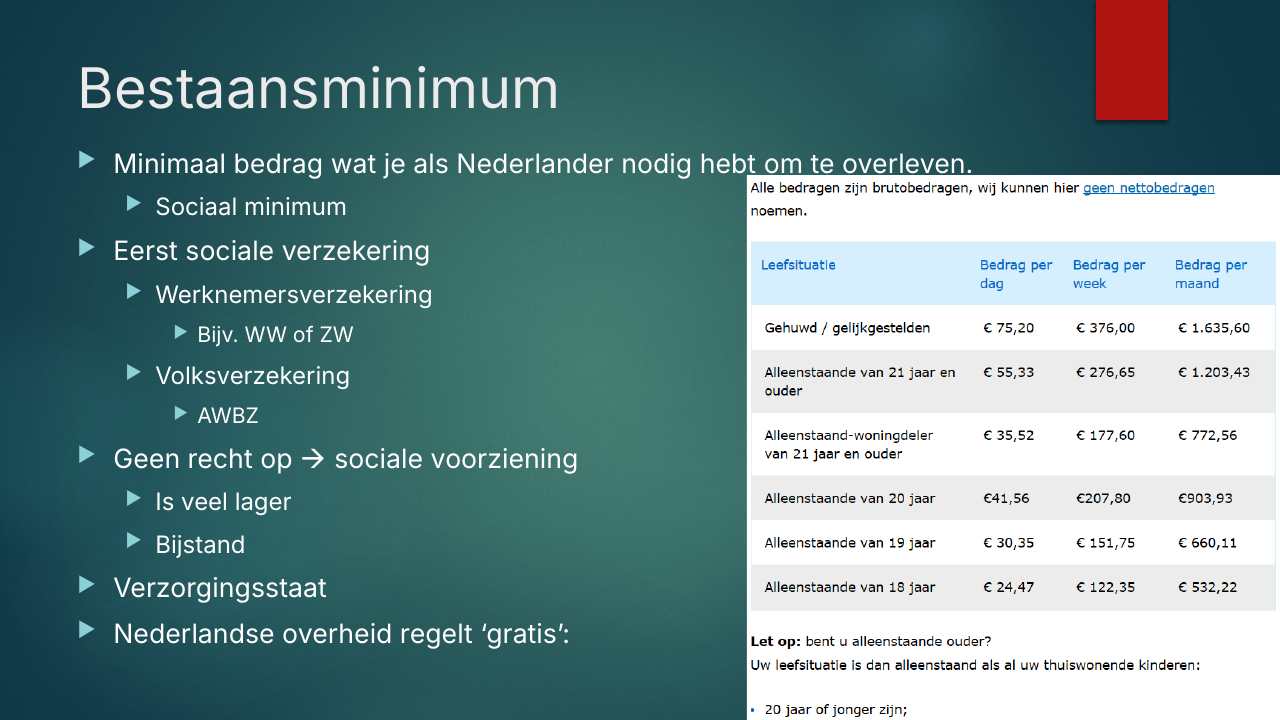 Bestaansminimum
Minimaal bedrag wat je als Nederlander nodig hebt om te overleven.
Sociaal minimum
Eerst sociale verzekering
Werknemersverzekering
Bijv. WW of ZW
Volksverzekering
AWBZ
Geen recht op → sociale voorziening
Is veel lager
Bijstand
Verzorgingsstaat
Nederlandse overheid regelt ‘gratis’:
Alle bedragen zijn brutobedragen, wij kunnen hier geen nettobedragen
noemen.
Leefsituatie Bedrag per dag Bedrag per week Bedrag per maand
Gehuwd / gelijkgestelden € 75,20 € 376,00 € 1.635,60
Alleenstaande van 21 jaar en ouder € 55,33 € 276,65 € 1.203,43
Alleenstaand-woningdeler van 21 jaar en ouder € 35,52 € 177,60 € 772,56
Alleenstaande van 20 jaar €41,56 €207,80 €903,93
Alleenstaande van 19 jaar € 30,35 € 151,75 € 660,11
Alleenstaande van 18 jaar € 24,47 € 122,35 € 532,22
Let op: bent u alleenstaande ouder?
Uw leefsituatie is dan alleenstaand als al uw thuiswonende kinderen:
20 jaar of jonger zijn;